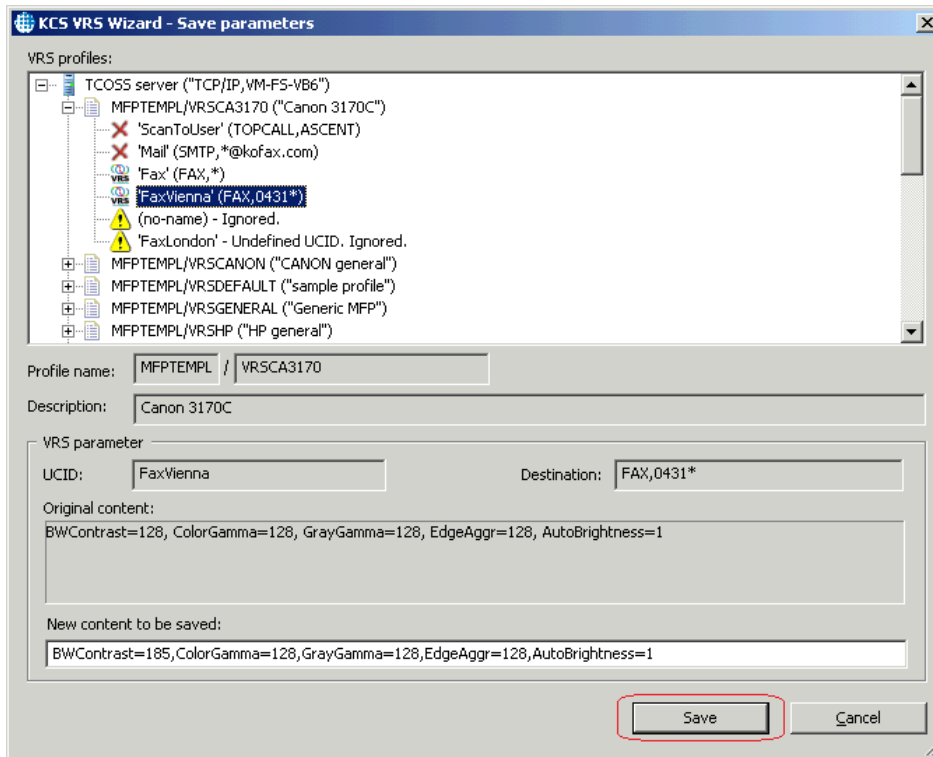 KCS VRS Wizard - Save parameters
VRS profiles:
TCOSS server ("TCP/IP,VM-FS-VB6")
MFPTEMPL/VRSCA3170 ("Canon 3170C")
'ScanToUser' (TOPCALL,ASCENT)
'Mail' (SMTP,*@kofax.com)
VRS 'Fax' (FAX,*)
VRS 'FaxVienna' (FAX,0431*)
(no-name) - Ignored.
'FaxLondon' - Undefined UCID. Ignored.
MFPTEMPL/VRSCANON ("CANON general")
MFPTEMPL/VRSDEFAULT ("sample profile")
MFPTEMPL/VRSGENERAL ("Generic MFP")
MFPTEMPL/VRSHP ("HP general")
Profile name: MFPTEMPL / VRSCA3170
Description: Canon 3170C
VRS parameter
UCID: FaxVienna Destination: FAX,0431*
Original content:
BWContrast=128, ColorGamma=128, GrayGamma=128, EdgeAggr=128, AutoBrightness=1
New content to be saved:
BWContrast=185,ColorGamma=128,GrayGamma=128,EdgeAggr=128,AutoBrightness=1
Save Cancel